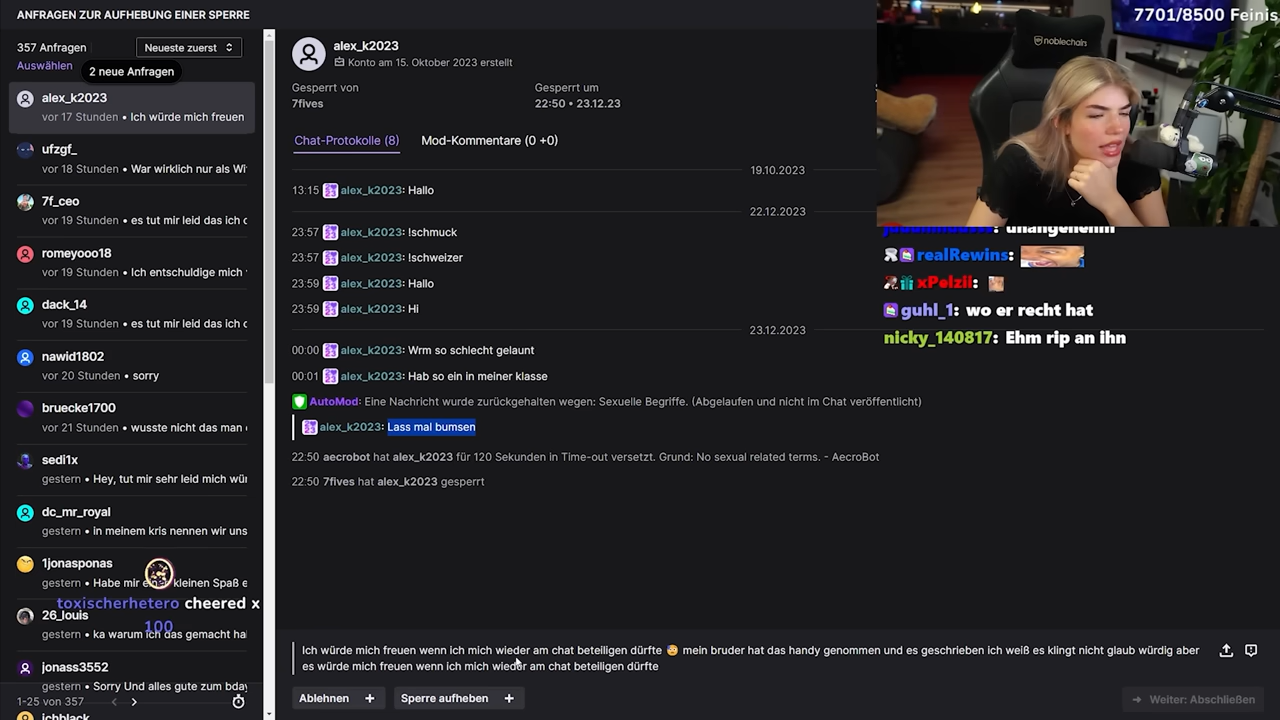 ANFRAGEN ZUR AUFHEBUNG EINER SPERRE
357 Anfragen
Neueste zuerst
Auswählen
2 neue Anfragen
alex_k2023
vor 17 Stunden • Ich würde mich freuen
ufzgf_
vor 18 Stunden • War wirklich nur als Wi
7f_ceo
vor 19 Stunden • es tut mir leid das ich c
romeyooo18
vor 19 Stunden • Ich entschuldige mich
dack_14
vor 19 Stunden • es tut mir leid das ich c
nawid1802
vor 20 Stunden • sorry
bruecke1700
vor 21 Stunden • wusste nicht das man
sedi1x
gestern • Hey, tut mir sehr leid mich wür
dc_mr_royal
gestern • in meinem kris nennen wir uns
1jonasponas
gestern • Habe mir kleinen Spaß e
toxischerhetero cheered x
100
26_louis
gestern • ka warum ich das gemacht hal
jonass3552
gestern • Sorry Und alles gute zum bday
1-25 von 357
ichblack
alex_k2023
Konto am 15. Oktober 2023 erstellt
Gesperrt von
7fives
Gesperrt um
22:50 • 23.12.23
Chat-Protokolle (8)
Mod-Kommentare (0 +0)
19.10.2023
13:15 alex_k2023: Hallo
22.12.2023
23:57 alex_k2023: !schmuck
23:57 alex_k2023: !schweizer
23:59 alex_k2023: Hallo
23:59 alex_k2023: Hi
23.12.2023
00:00 alex_k2023: Wrm so schlecht gelaunt
00:01 alex_k2023: Hab so ein in meiner klasse
AutoMod: Eine Nachricht wurde zurückgehalten wegen: Sexuelle Begriffe. (Abgelaufen und nicht im Chat veröffentlicht)
alex_k2023: Lass mal bumsen
22:50 aecrobot hat alex_k2023 für 120 Sekunden in Time-out versetzt. Grund: No sexual related terms. - AecroBot
22:50 7fives hat alex_k2023 gesperrt
Ich würde mich freuen wenn ich mich wieder am chat beteiligen dürfte 🤯 mein bruder hat das handy genommen und es geschrieben ich weiß es klingt nicht glaub würdig aber
es würde mich freuen wenn ich mich wieder am chat beteiligen dürfte
Ablehnen +
Sperre aufheben +
→ Weiter: Abschließen
7701/8500 Feinis
noblechairs
unangenehm
realRewins:
xPelzii:
guhl_1: wo er recht hat
nicky_140817: Ehm rip an ihn